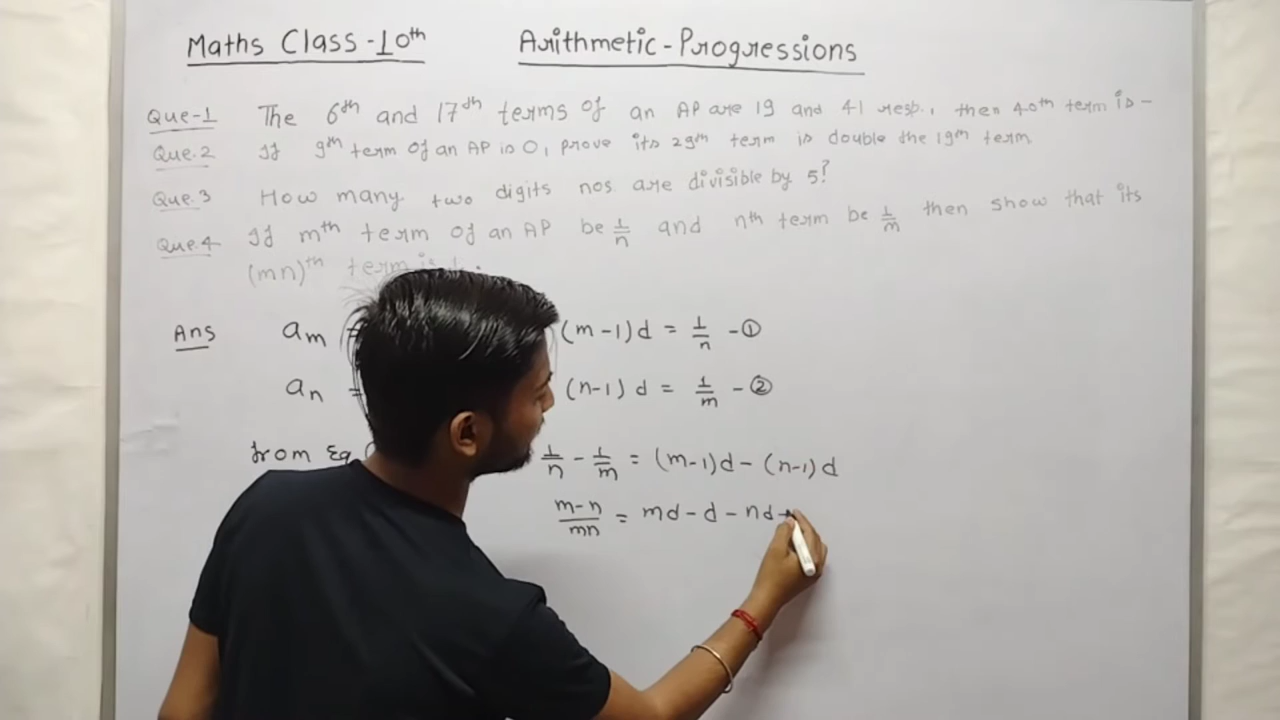 Maths Class-10th Arithmetic-Progressions
Que-1 The 6th and 17th terms of an AP are 19 and 41 resp., then 40th term is-
Que.2 If 9th term of an AP is 0, prove its 29th term is double the 19th term
Que.3 How many two digits nos are divisible by 5?
Que.4 If mth term of an AP be 1/n and nth term be 1/m then show that its
(mn)th term is 1.
Ans am = (m-1)d = 1/n -①
an = (n-1)d = 1/m -②
from Eq 1/n - 1/m = (m-1)d - (n-1)d
m-n/mn = md-d-nd+